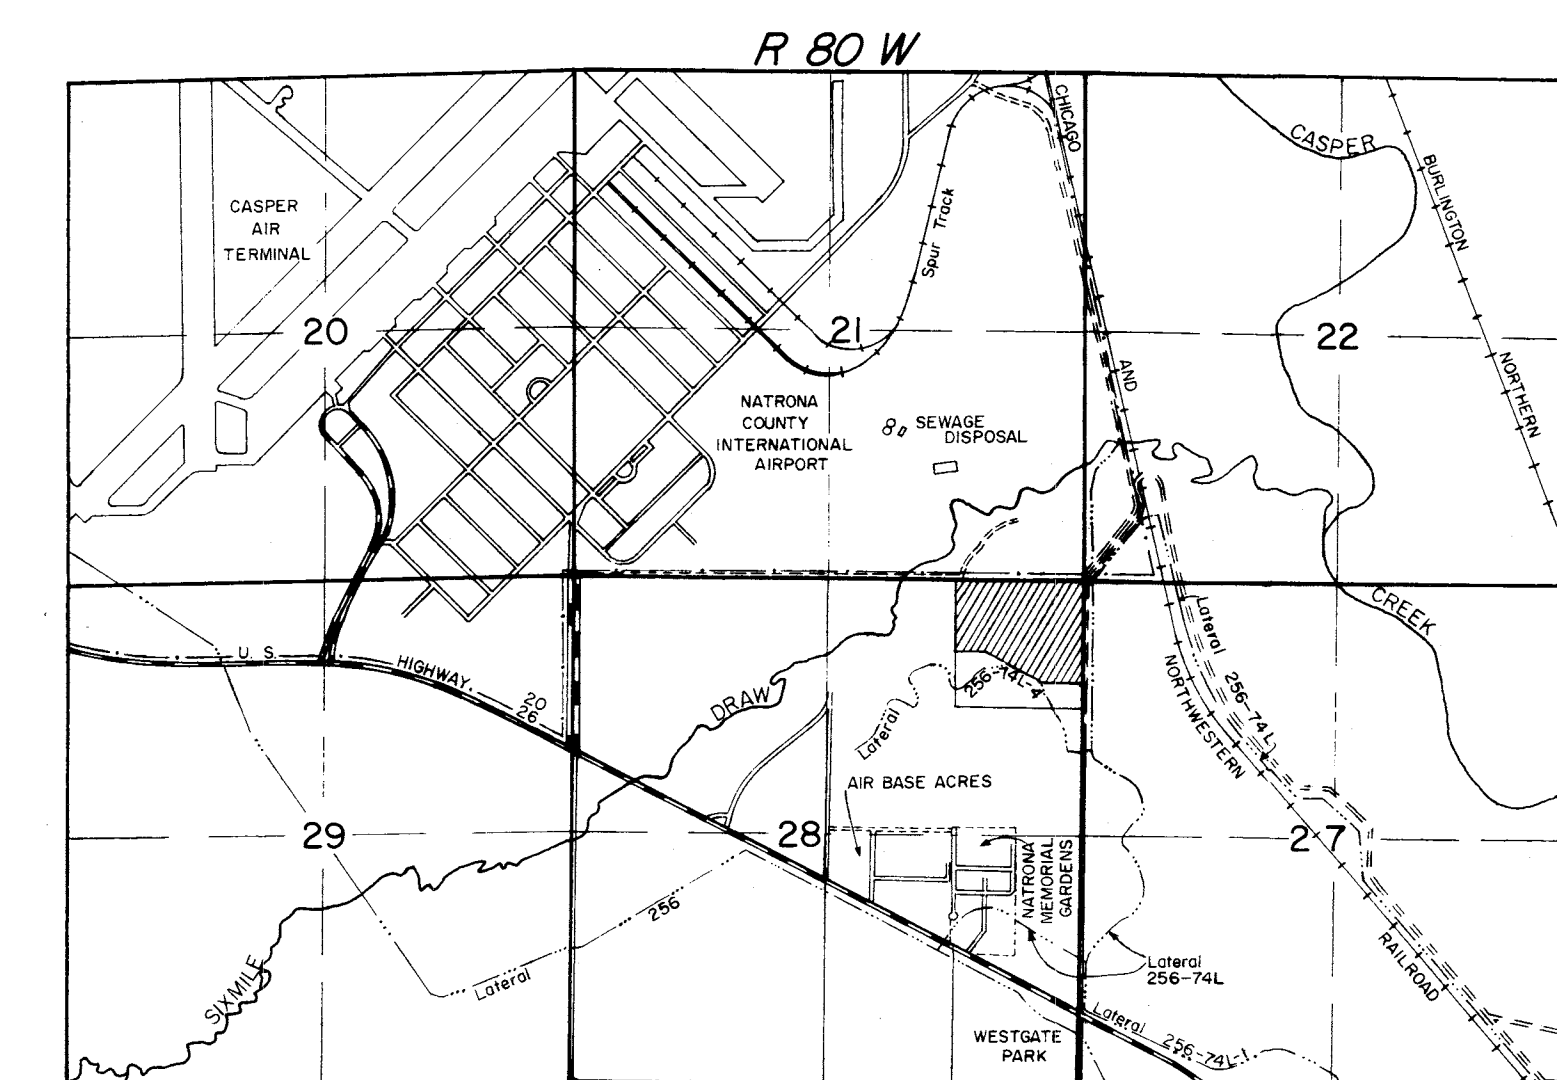 R 80 W
CHICAGO
CASPER
BURLINGTON
CASPER
AIR
TERMINAL
Spur Track
20
21
22
AND
NORTHERN
NATRONA
COUNTY
INTERNATIONAL
AIRPORT
SEWAGE
DISPOSAL
CREEK
Lateral
U. S.
HIGHWAY
20
26
DRAW
256-74L-4
Lateral
256-74L
NORTHWESTERN
AIR BASE ACRES
29
28
27
NATRONA
MEMORIAL
GARDENS
256
Lateral
SIXMILE
Lateral
256-74L
RAILROAD
Lateral
256-74L-1
WESTGATE
PARK